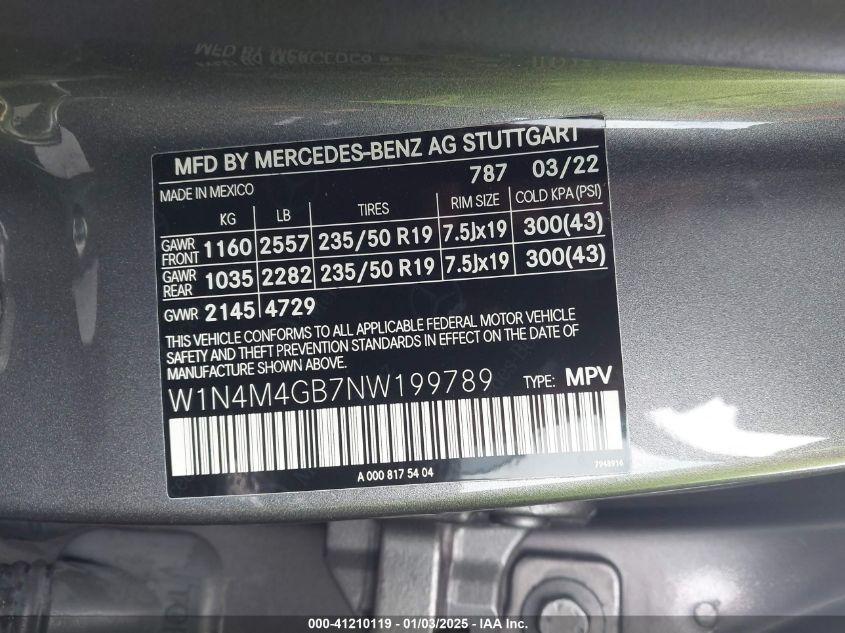 MFD BY MERCEDES-BENZ AG STUTTGART
787 03/22
MADE IN MEXICO
KG LB TIRES RIM SIZE COLD KPA (PSI)
GAWR FRONT 1160 2557 235/50 R19 7.5Jx19 300(43)
GAWR REAR 1035 2282 235/50 R19 7.5Jx19 300(43)
GVWR 2145 4729
THIS VEHICLE CONFORMS TO ALL APPLICABLE FEDERAL MOTOR VEHICLE
SAFETY AND THEFT PREVENTION STANDARDS IN EFFECT ON THE DATE OF
MANUFACTURE SHOWN ABOVE.
W1N4M4GB7NW199789 TYPE: MPV
A 000 817 54 04
7948916
000-41210119 — 01/03/2025 — IAA Inc.